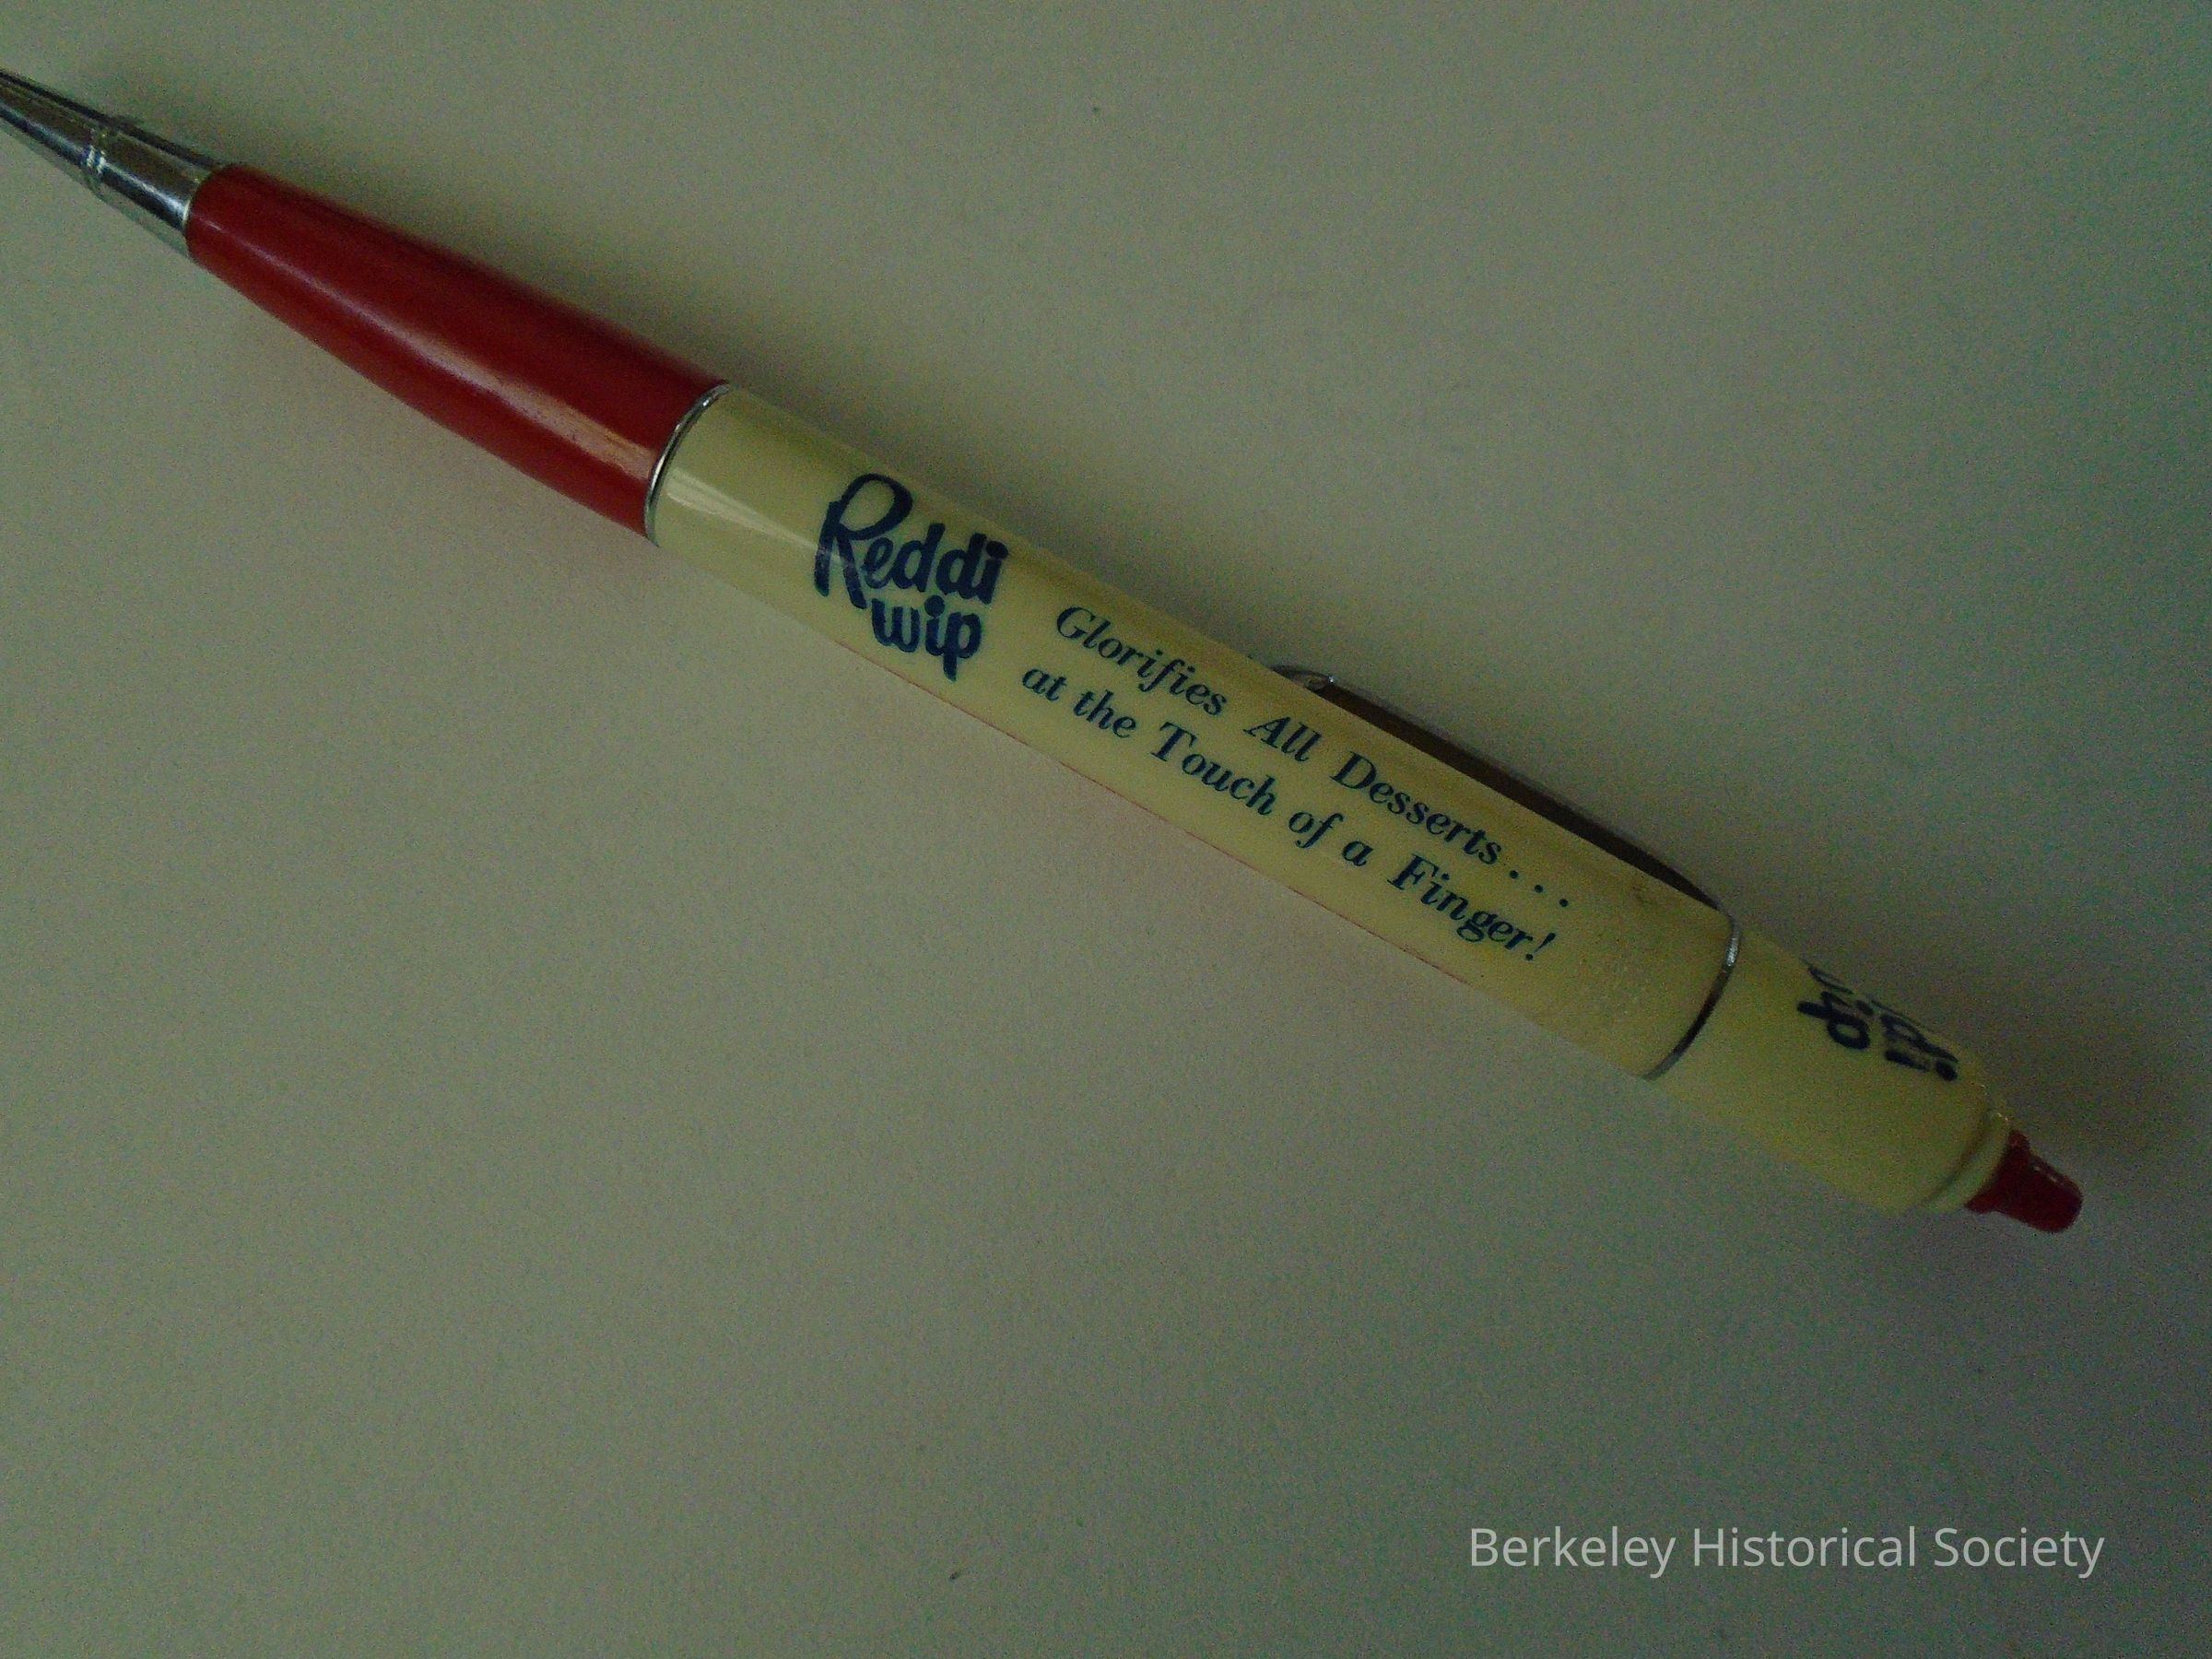 Reddi
wip
Glorifies All Desserts...
at the Touch of a Finger!
Berkeley Historical Society